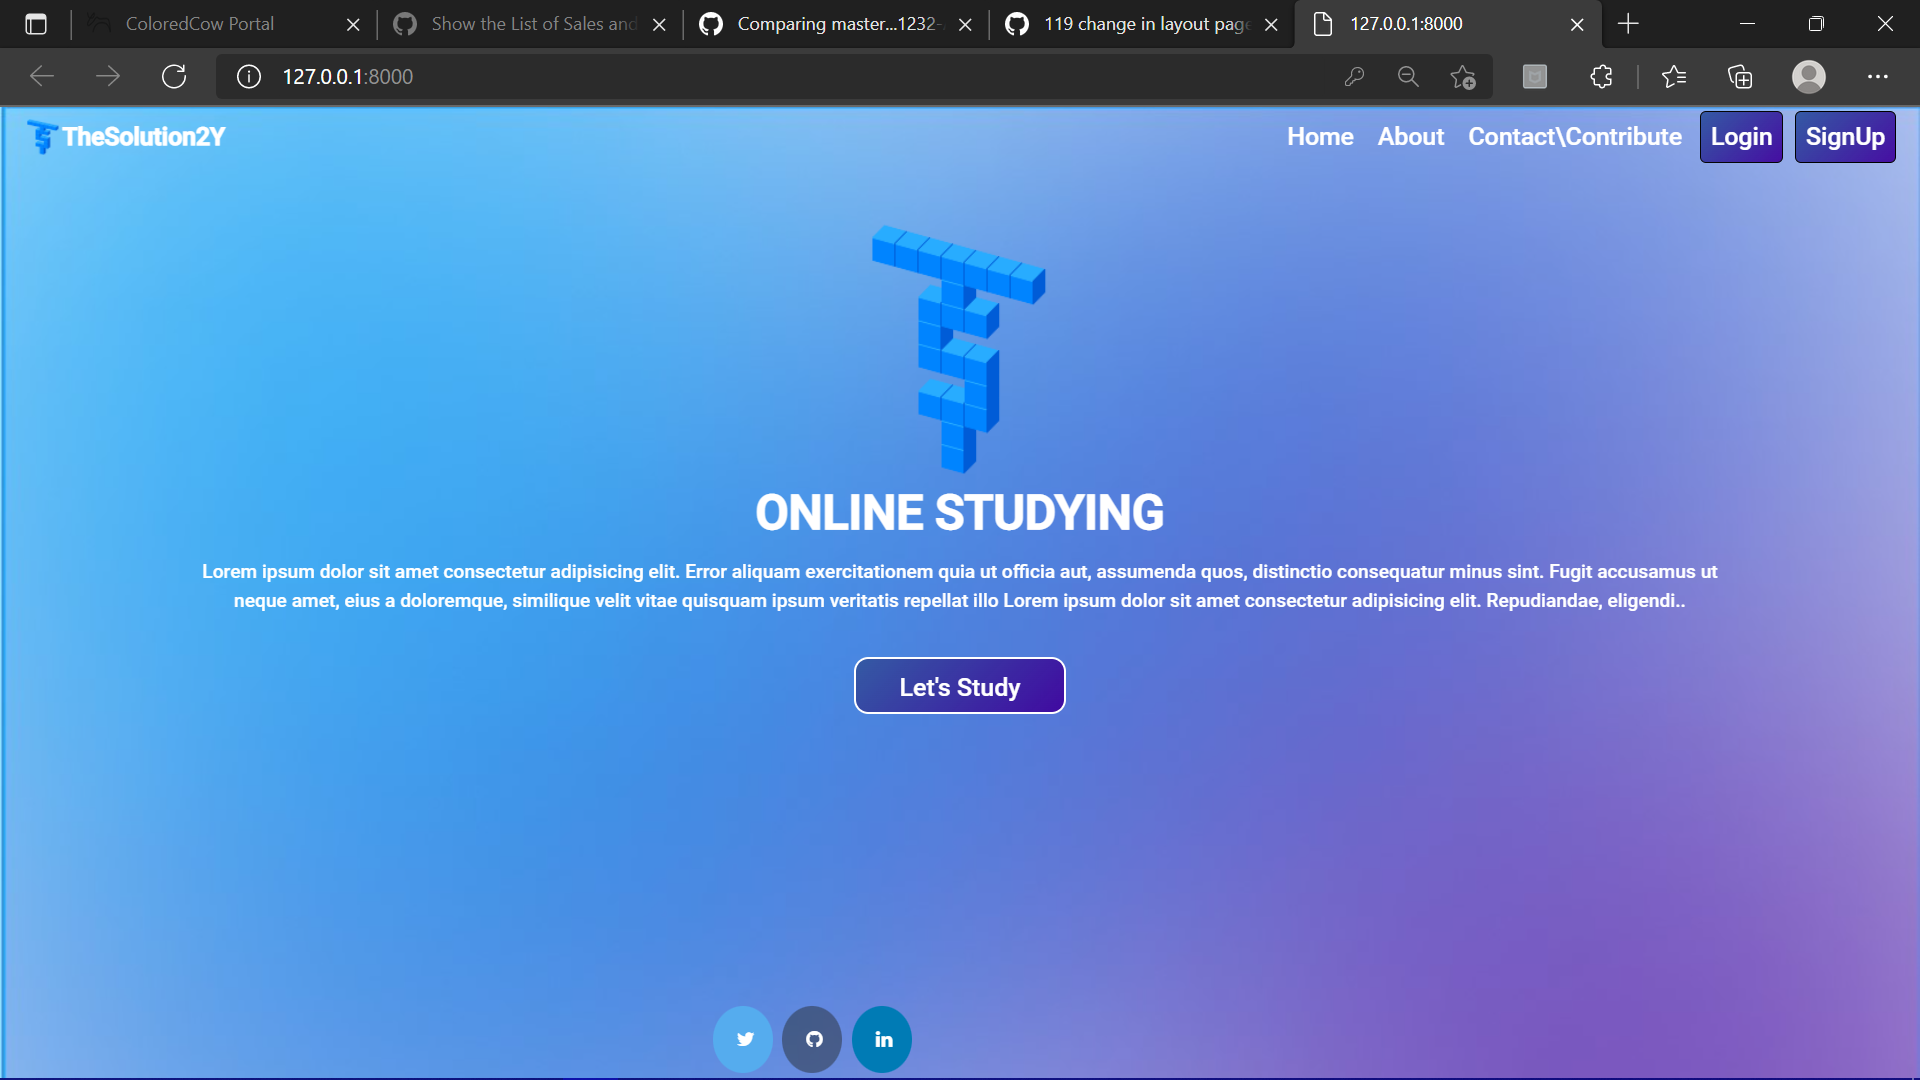 ColoredCow Portal
Show the List of Sales and
Comparing master...1232-
119 change in layout page
127.0.0.1:8000
127.0.0.1:8000
TheSolution2Y
Home About Contact\Contribute Login SignUp
ONLINE STUDYING
Lorem ipsum dolor sit amet consectetur adipisicing elit. Error aliquam exercitationem quia ut officia aut, assumenda quos, distinctio consequatur minus sint. Fugit accusamus ut
neque amet, eius a doloremque, similique velit vitae quisquam ipsum veritatis repellat illo Lorem ipsum dolor sit amet consectetur adipisicing elit. Repudiandae, eligendi..
Let's Study
in